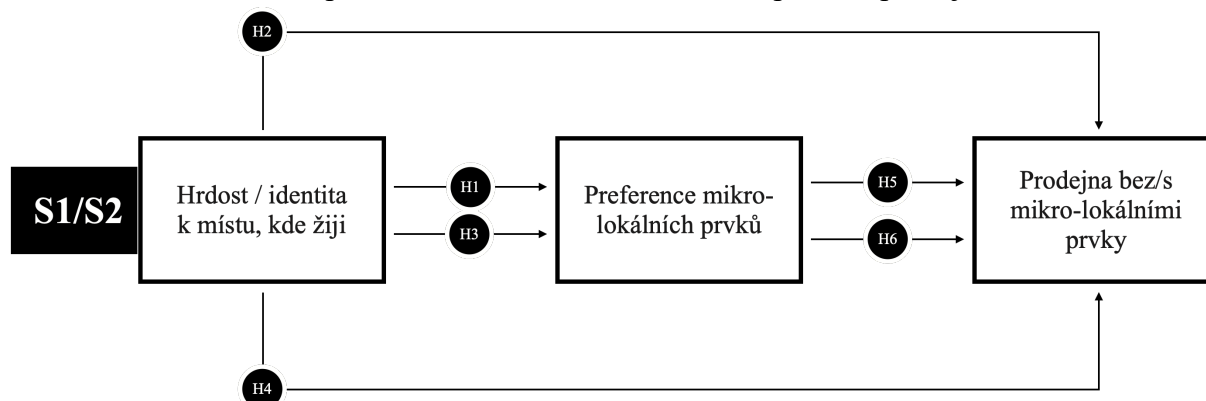 H2
S1/S2
Hrdost / identita
k místu, kde žiji
H1
H3
Preference mikro-
lokálních prvků
H5
H6
Prodejna bez/s
mikro-lokálními
prvky
H4